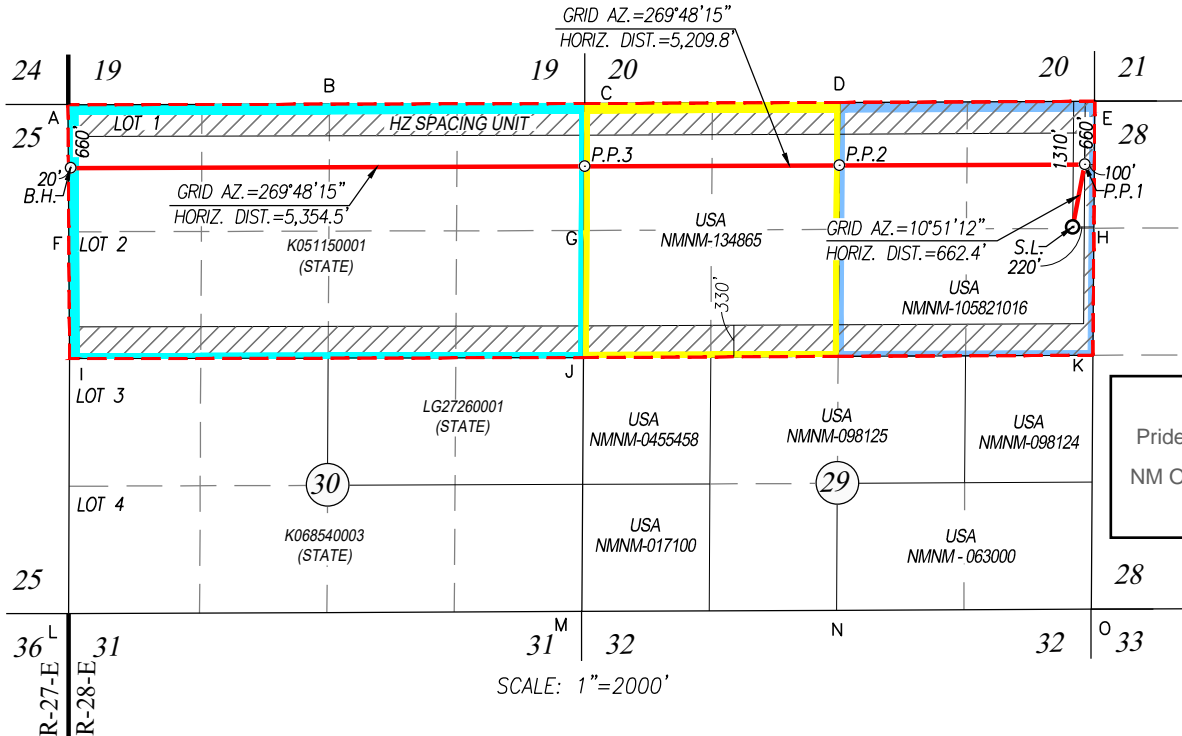 GRID AZ.=269°48'15"
HORIZ. DIST.=5,209.8'
24
19
19
20
20
21
B
C
D
A
E
25
LOT 1
HZ SPACING UNIT
28
660'
1310'
660'
P.P.3
P.P.2
20'
B.H.
100'
P.P.1
GRID AZ.=269°48'15"
HORIZ. DIST.=5,354.5'
USA
NMNM-134865
GRID AZ.=10°51'12"
HORIZ. DIST.=662.4'
F
LOT 2
K051150001
(STATE)
G
S.L.
220'
H
USA
NMNM-105821016
330'
I
J
K
LOT 3
LG27260001
(STATE)
USA
NMNM-0455458
USA
NMNM-098125
USA
NMNM-098124
Pride
NM O
30
29
LOT 4
K068540003
(STATE)
USA
NMNM-017100
USA
NMNM - 063000
25
28
L
M
N
O
36
31
31
32
32
33
R-27-E
R-28-E
SCALE: 1"=2000'